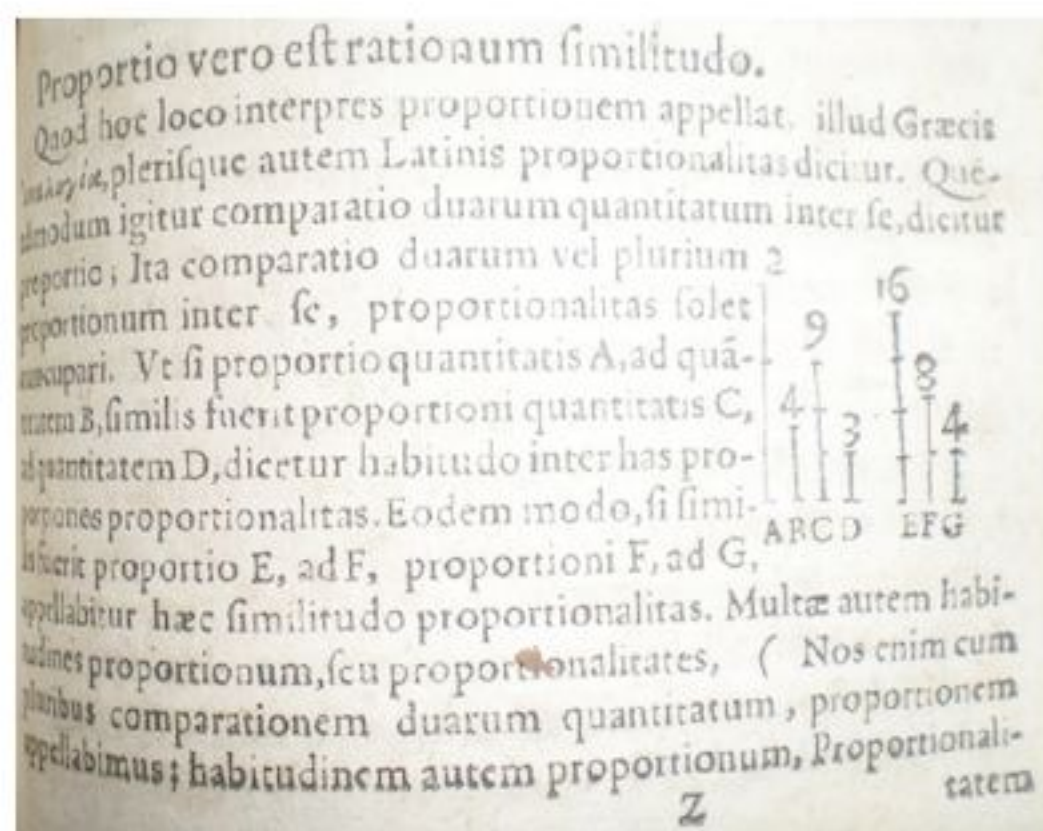 Proportio vero eſt rationum ſimilitudo.
Quod hoc loco interpres proportionem appellat, illud Græcis
pleriſque autem Latinis proportionalitas dicitur. Quē-
admodum igitur comparatio duarum quantitatum inter ſe, dicitur
proportio; Ita comparatio duarum vel plurium
proportionum inter ſe, proportionalitas ſolet
nuncupari. Vt ſi proportio quantitatis A, ad quā-
titatem B, ſimilis fuerit proportioni quantitatis C,
ad quantitatem D, dicetur habitudo inter has pro-
portiones proportionalitas. Eodem modo, ſi ſimi-
lis fuerit proportio E, ad F, proportioni F, ad G,
appellabitur hæc ſimilitudo proportionalitas. Multæ autem habi-
tudines proportionum, ſeu proportionalitates, ( Nos enim cum
pluribus comparationem duarum quantitatum, proportionem
appellabimus; habitudinem autem proportionum, Proportionali-
Z
tatem
2 16
9
8
4 3 4
A B C D E F G